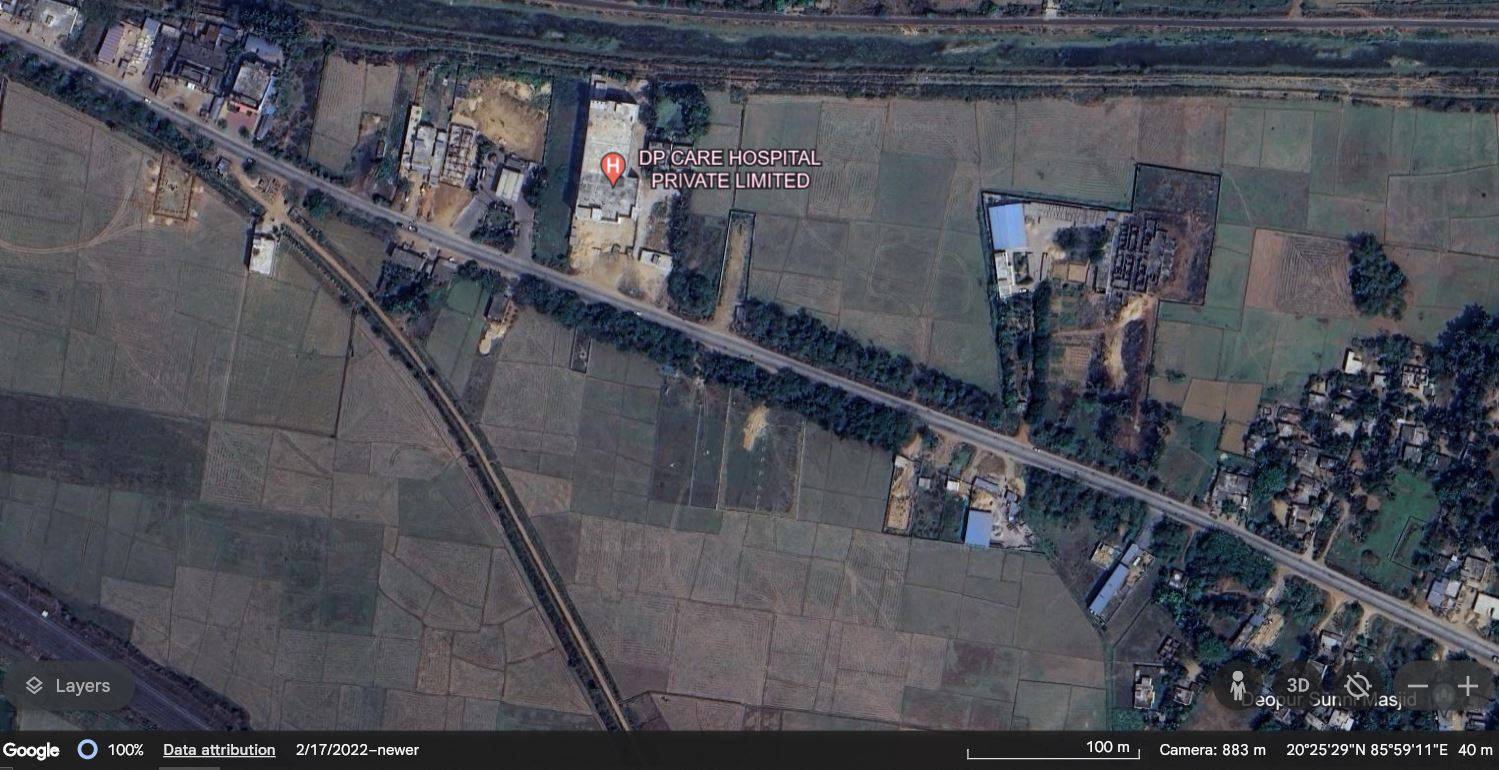 DP CARE HOSPITAL
PRIVATE LIMITED
Layers
3D
Deopur Sunni Masjid
Google
100%
Data attribution
2/17/2022–newer
100 m
Camera: 883 m
20°25'29"N 85°59'11"E
40 m